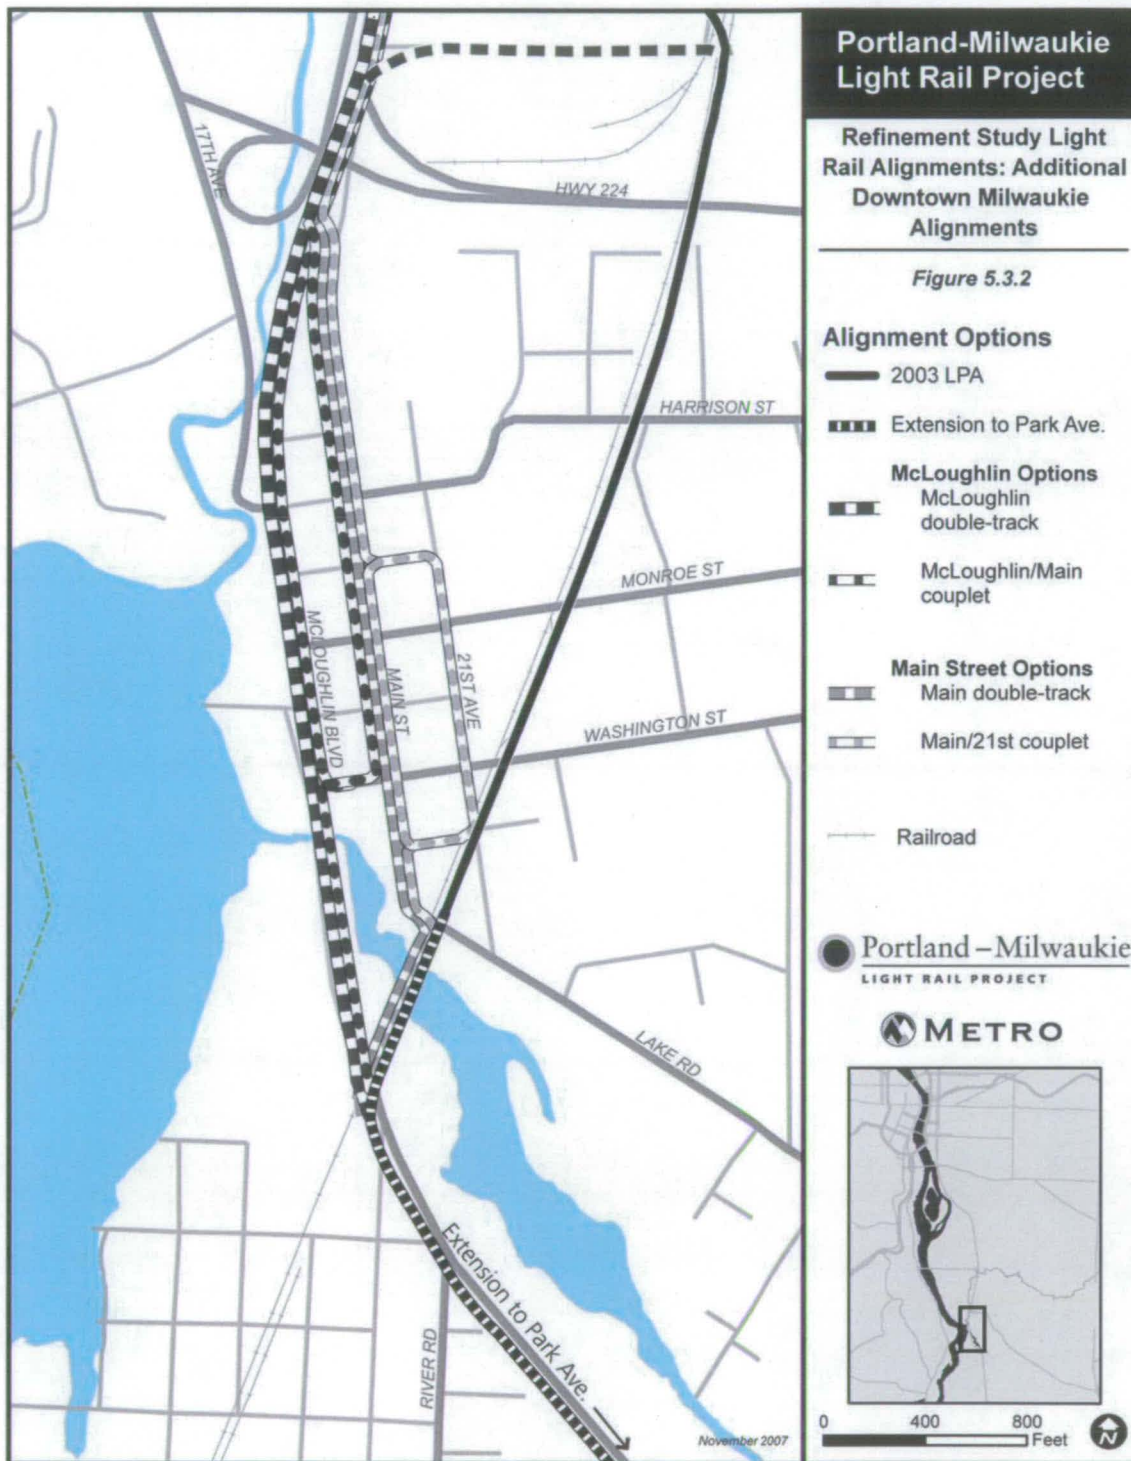 Portland-Milwaukie
Light Rail Project
Refinement Study Light
Rail Alignments: Additional
Downtown Milwaukie
Alignments
Figure 5.3.2
Alignment Options
2003 LPA
Extension to Park Ave.
McLoughlin Options
McLoughlin
double-track
McLoughlin/Main
couplet
Main Street Options
Main double-track
Main/21st couplet
Railroad
Portland – Milwaukie
LIGHT RAIL PROJECT
METRO
0 400 800
Feet
N
17TH AVE
HWY 224
HARRISON ST
MONROE ST
MCLOUGHLIN BLVD
MAIN ST
21ST AVE
WASHINGTON ST
LAKE RD
Extension to Park Ave.
RIVER RD
November 2007